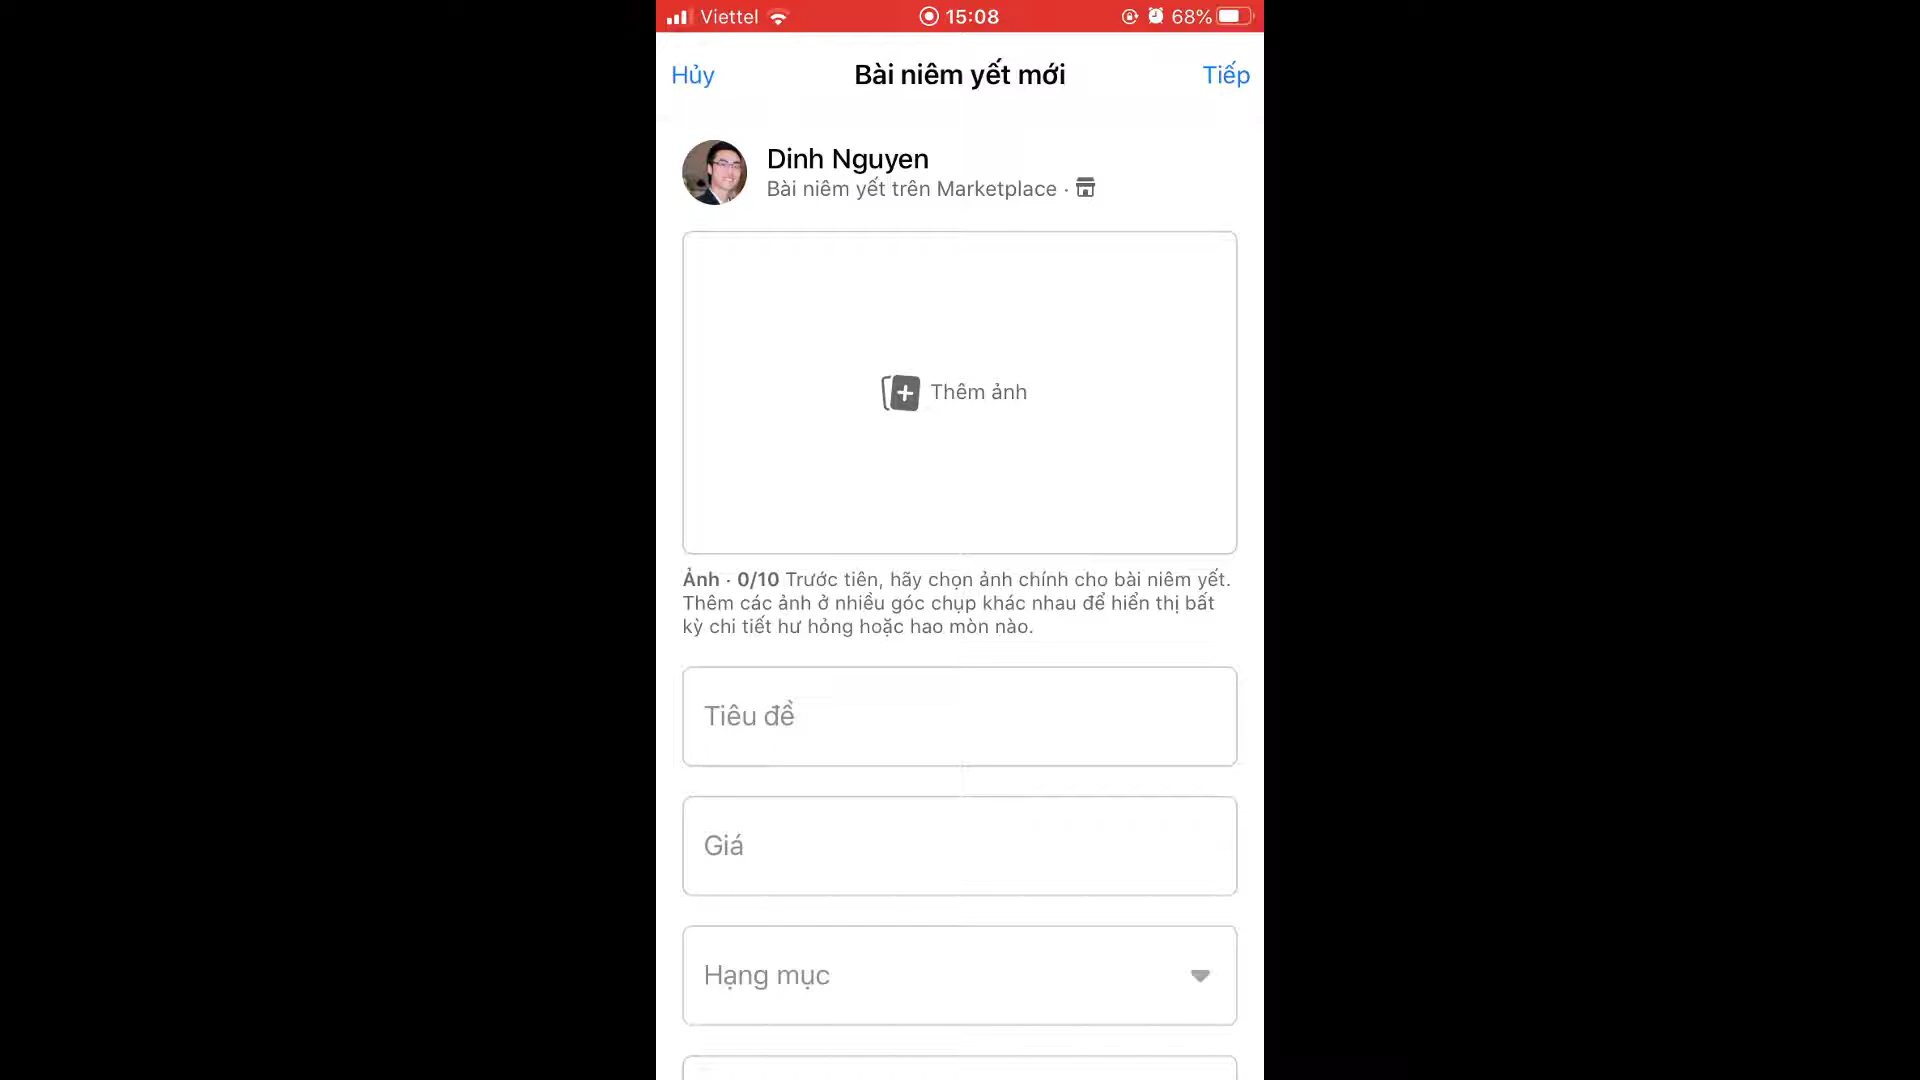 Viettel 15:08 68%
Hủy Bài niêm yết mới Tiếp
Dinh Nguyen
Bài niêm yết trên Marketplace ·
Thêm ảnh
Ảnh · 0/10 Trước tiên, hãy chọn ảnh chính cho bài niêm yết.
Thêm các ảnh ở nhiều góc chụp khác nhau để hiển thị bất
kỳ chi tiết hư hỏng hoặc hao mòn nào.
Tiêu đề
Giá
Hạng mục